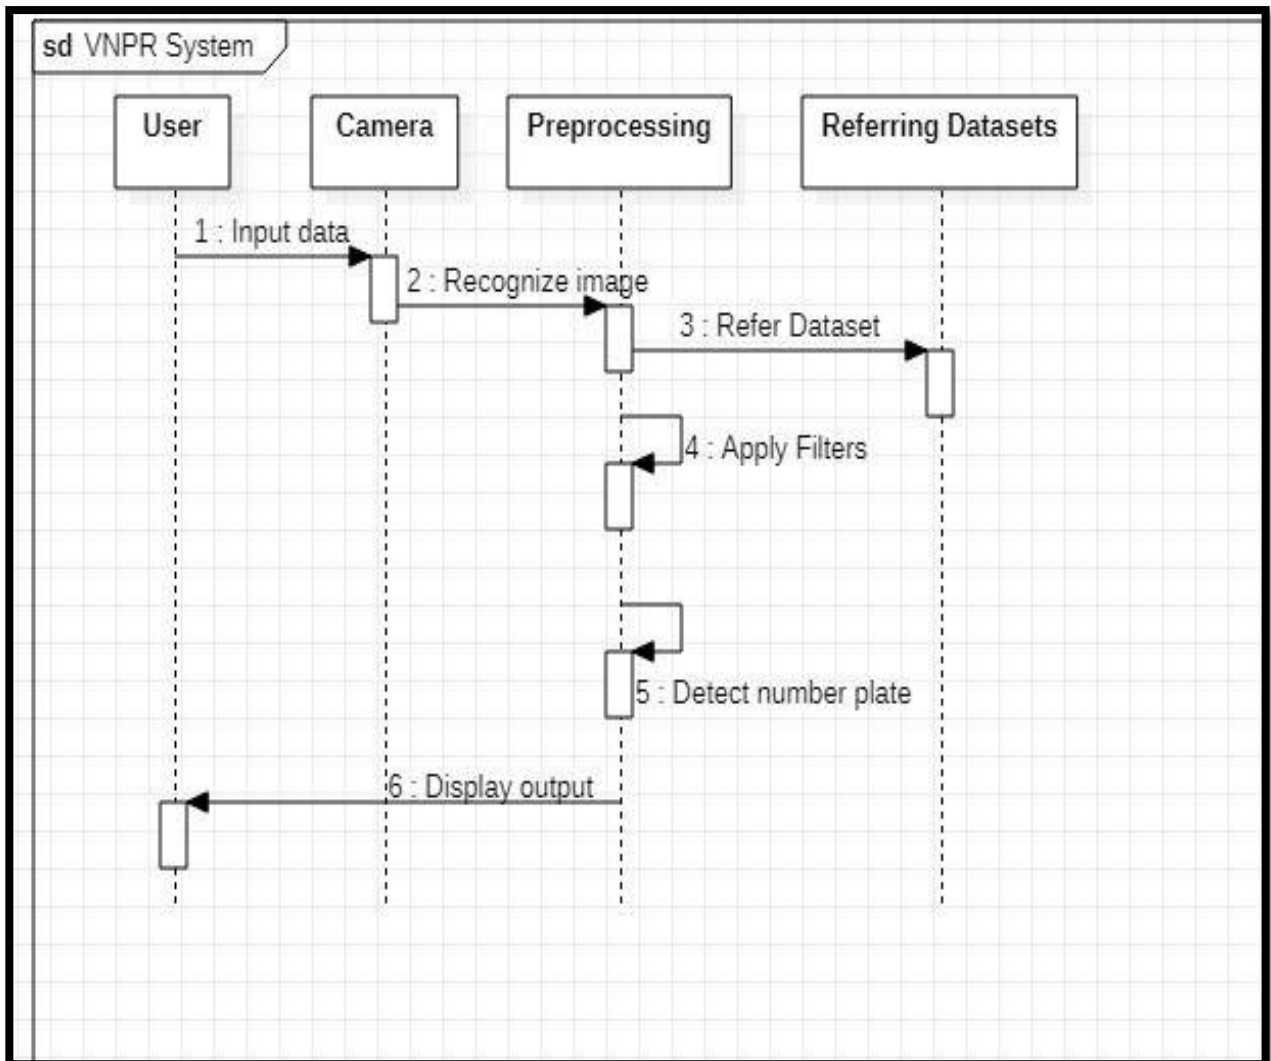 sd VNPR System
User
Camera
Preprocessing
Referring Datasets
1 : Input data
2 : Recognize image
3 : Refer Dataset
4 : Apply Filters
5 : Detect number plate
6 : Display output